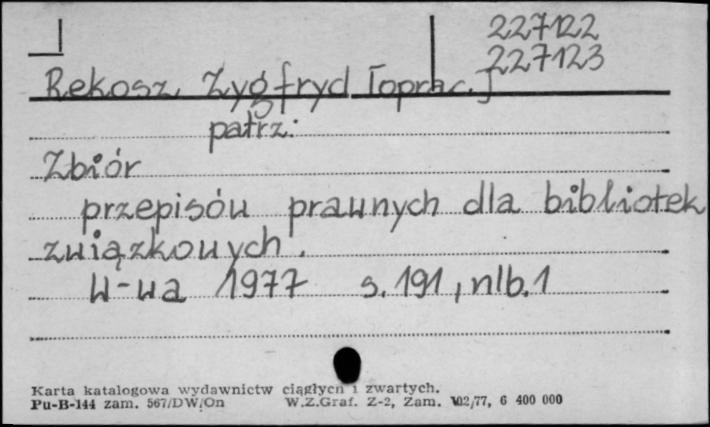 227122
227123
Rekosz, Zygfryd [oprac.]
patrz:
Zbiór
przepisów prawnych dla bibliotek
związkowych.
W-wa 1977 s. 191, nlb. 1
Karta katalogowa wydawnictw ciągłych i zwartych.
Pu-B-144 zam. 567/DW/On W.Z.Graf. Z-2, Zam. 102/77, 6 400 000